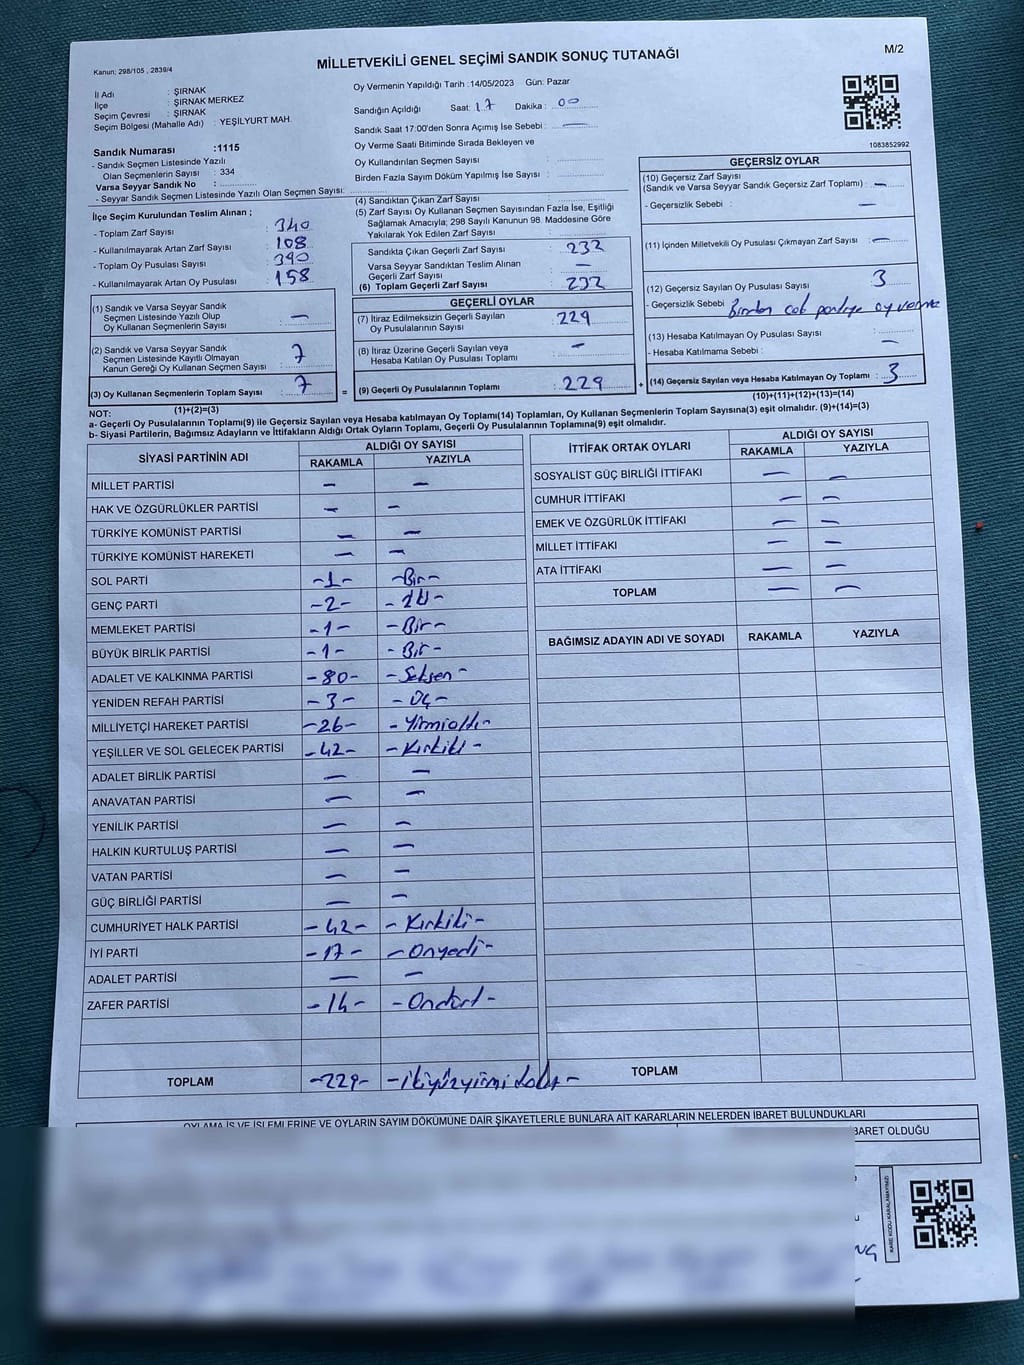 M/2
MİLLETVEKİLİ GENEL SEÇİMİ SANDIK SONUÇ TUTANAĞI
Kanun; 298/105 , 2839/4
İl Adı : ŞIRNAK
İlçe : ŞIRNAK MERKEZ
Seçim Çevresi : ŞIRNAK
Seçim Bölgesi (Mahalle Adı) : YEŞİLYURT MAH.
Sandık Numarası :1115
- Sandık Seçmen Listesinde Yazılı
Olan Seçmenlerin Sayısı : 334
Varsa Seyyar Sandık No :
- Seyyar Sandık Seçmen Listesinde Yazılı Olan Seçmen Sayısı:
Oy Vermenin Yapıldığı Tarih :14/05/2023 Gün: Pazar
Sandığın Açıldığı Saat: 17 Dakika : 00
Sandık Saat 17:00'den Sonra Açımış İse Sebebi : —
Oy Verme Saati Bitiminde Sırada Bekleyen ve
Oy Kullandırılan Seçmen Sayısı :
Birden Fazla Sayım Döküm Yapılmış İse Sayısı :
1083852992
İlçe Seçim Kurulundan Teslim Alınan ;
- Toplam Zarf Sayısı : 340
- Kullanılmayarak Artan Zarf Sayısı : 108
- Toplam Oy Pusulası Sayısı : 390
- Kullanılmayarak Artan Oy Pusulası : 158
(1) Sandık ve Varsa Seyyar Sandık
Seçmen Listesinde Yazılı Olup
Oy Kullanan Seçmenlerin Sayısı : —
(2) Sandık ve Varsa Seyyar Sandık
Seçmen Listesinde Kayıtlı Olmayan
Kanun Gereği Oy Kullanan Seçmen Sayısı : 7
(3) Oy Kullanan Seçmenlerin Toplam Sayısı : 7 =
(1)+(2)=(3)
(4) Sandıktan Çıkan Zarf Sayısı :
(5) Zarf Sayısı Oy Kullanan Seçmen Sayısından Fazla İse, Eşitliği
Sağlamak Amacıyla; 298 Sayılı Kanunun 98. Maddesine Göre
Yakılarak Yok Edilen Zarf Sayısı :
Sandıkta Çıkan Geçerli Zarf Sayısı : 232
Varsa Seyyar Sandıktan Teslim Alınan
Geçerli Zarf Sayısı : —
(6) Toplam Geçerli Zarf Sayısı : 232
GEÇERLİ OYLAR
(7) İtiraz Edilmeksizin Geçerli Sayılan
Oy Pusulalarının Sayısı : 229
(8) İtiraz Üzerine Geçerli Sayılan veya
Hesaba Katılan Oy Pusulası Toplamı : —
(9) Geçerli Oy Pusulalarının Toplamı : 229 +
GEÇERSİZ OYLAR
(10) Geçersiz Zarf Sayısı
(Sandık ve Varsa Seyyar Sandık Geçersiz Zarf Toplamı) : —
- Geçersizlik Sebebi : —
(11) İçinden Milletvekili Oy Pusulası Çıkmayan Zarf Sayısı : —
(12) Geçersiz Sayılan Oy Pusulası Sayısı : 3
- Geçersizlik Sebebi : Birden çok partiye oy verme
(13) Hesaba Katılmayan Oy Pusulası Sayısı : —
- Hesaba Katılmama Sebebi :
(14) Geçersiz Sayılan veya Hesaba Katılmayan Oy Toplamı : 3
(10)+(11)+(12)+(13)=(14)
NOT:
a- Geçerli Oy Pusulalarının Toplamı(9) ile Geçersiz Sayılan veya Hesaba katılmayan Oy Toplamı(14) Toplamları, Oy Kullanan Seçmenlerin Toplam Sayısına(3) eşit olmalıdır. (9)+(14)=(3)
b- Siyasi Partilerin, Bağımsız Adayların ve İttifakların Aldığı Ortak Oyların Toplamı, Geçerli Oy Pusulalarının Toplamına(9) eşit olmalıdır.
SİYASİ PARTİNİN ADI ALDIĞI OY SAYISI
RAKAMLA YAZIYLA
MİLLET PARTİSİ — —
HAK VE ÖZGÜRLÜKLER PARTİSİ — —
TÜRKİYE KOMÜNİST PARTİSİ — —
TÜRKİYE KOMÜNİST HAREKETİ — —
SOL PARTİ -1- -Bir-
GENÇ PARTİ -2- -İki-
MEMLEKET PARTİSİ -1- -Bir-
BÜYÜK BİRLİK PARTİSİ -1- -Bir-
ADALET VE KALKINMA PARTİSİ -80- -Seksen-
YENİDEN REFAH PARTİSİ -3- -Üç-
MİLLİYETÇİ HAREKET PARTİSİ -26- -Yirmialtı-
YEŞİLLER VE SOL GELECEK PARTİSİ -42- -Kırkiki-
ADALET BİRLİK PARTİSİ — —
ANAVATAN PARTİSİ — —
YENİLİK PARTİSİ — —
HALKIN KURTULUŞ PARTİSİ — —
VATAN PARTİSİ — —
GÜÇ BİRLİĞİ PARTİSİ — —
CUMHURİYET HALK PARTİSİ -42- -Kırkiki-
İYİ PARTİ -17- -Onyedi-
ADALET PARTİSİ — —
ZAFER PARTİSİ -14- -Ondört-
TOPLAM -229- -ikiyüzyirmidokuz-
İTTİFAK ORTAK OYLARI ALDIĞI OY SAYISI
RAKAMLA YAZIYLA
SOSYALİST GÜÇ BİRLİĞİ İTTİFAKI — —
CUMHUR İTTİFAKI — —
EMEK VE ÖZGÜRLÜK İTTİFAKI — —
MİLLET İTTİFAKI — —
ATA İTTİFAKI — —
TOPLAM — —
BAĞIMSIZ ADAYIN ADI VE SOYADI RAKAMLA YAZIYLA
TOPLAM
OYLAMA İŞ VE İŞLEMLERİNE VE OYLARIN SAYIM DÖKÜMÜNE DAİR ŞİKAYETLERLE BUNLARA AİT KARARLARIN NELERDEN İBARET BULUNDUKLARI
BARET OLDUĞU
KARE KODU KARALAMAYINIZ!